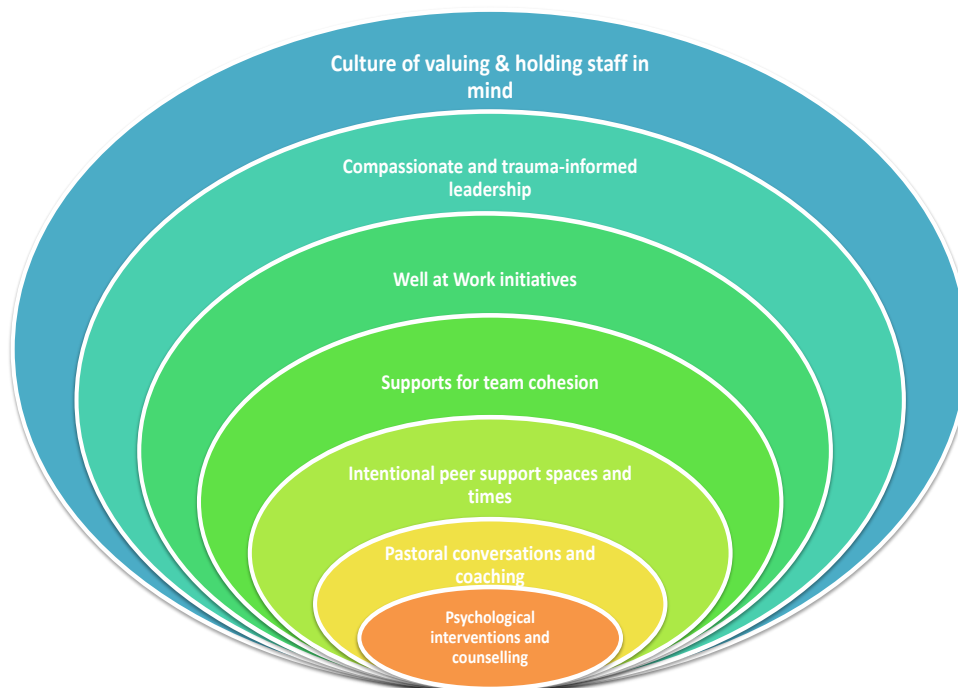 Culture of valuing & holding staff in
mind
Compassionate and trauma-informed
leadership
Well at Work initiatives
Supports for team cohesion
Intentional peer support spaces and
times
Pastoral conversations and
coaching
Psychological
interventions and
counselling